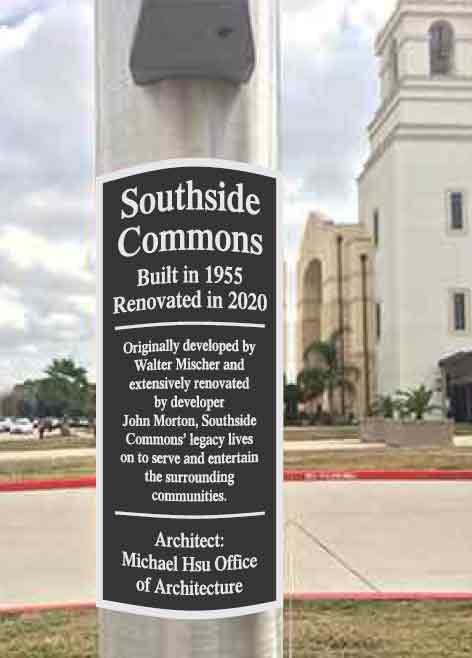 Southside
Commons
Built in 1955
Renovated in 2020
Originally developed by
Walter Mischer and
extensively renovated
by developer
John Morton, Southside
Commons' legacy lives
on to serve and entertain
the surrounding
communities.
Architect:
Michael Hsu Office
of Architecture